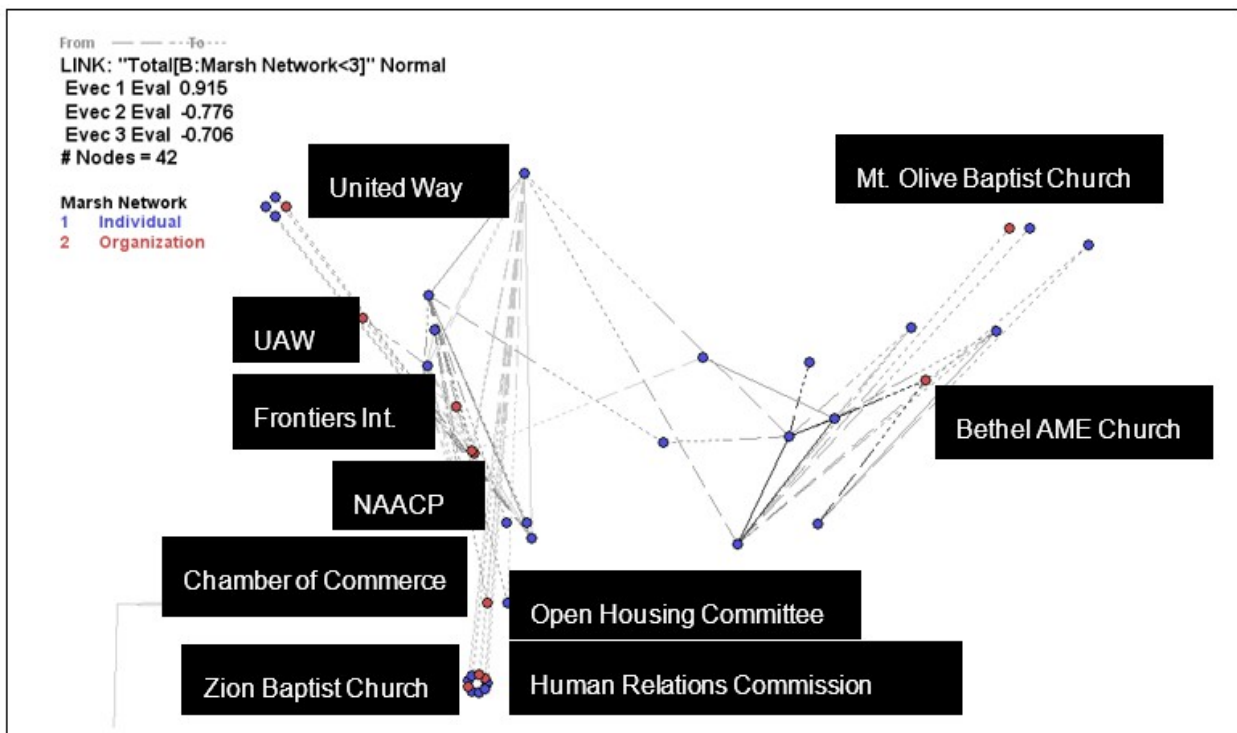 From — — — - - -To- - - -
LINK: "Total[B:Marsh Network<3]" Normal
Evec 1 Eval 0.915
Evec 2 Eval -0.776
Evec 3 Eval -0.706
# Nodes = 42
Marsh Network
1 Individual
2 Organization
United Way
Mt. Olive Baptist Church
UAW
Frontiers Int.
Bethel AME Church
NAACP
Chamber of Commerce
Open Housing Committee
Zion Baptist Church
Human Relations Commission